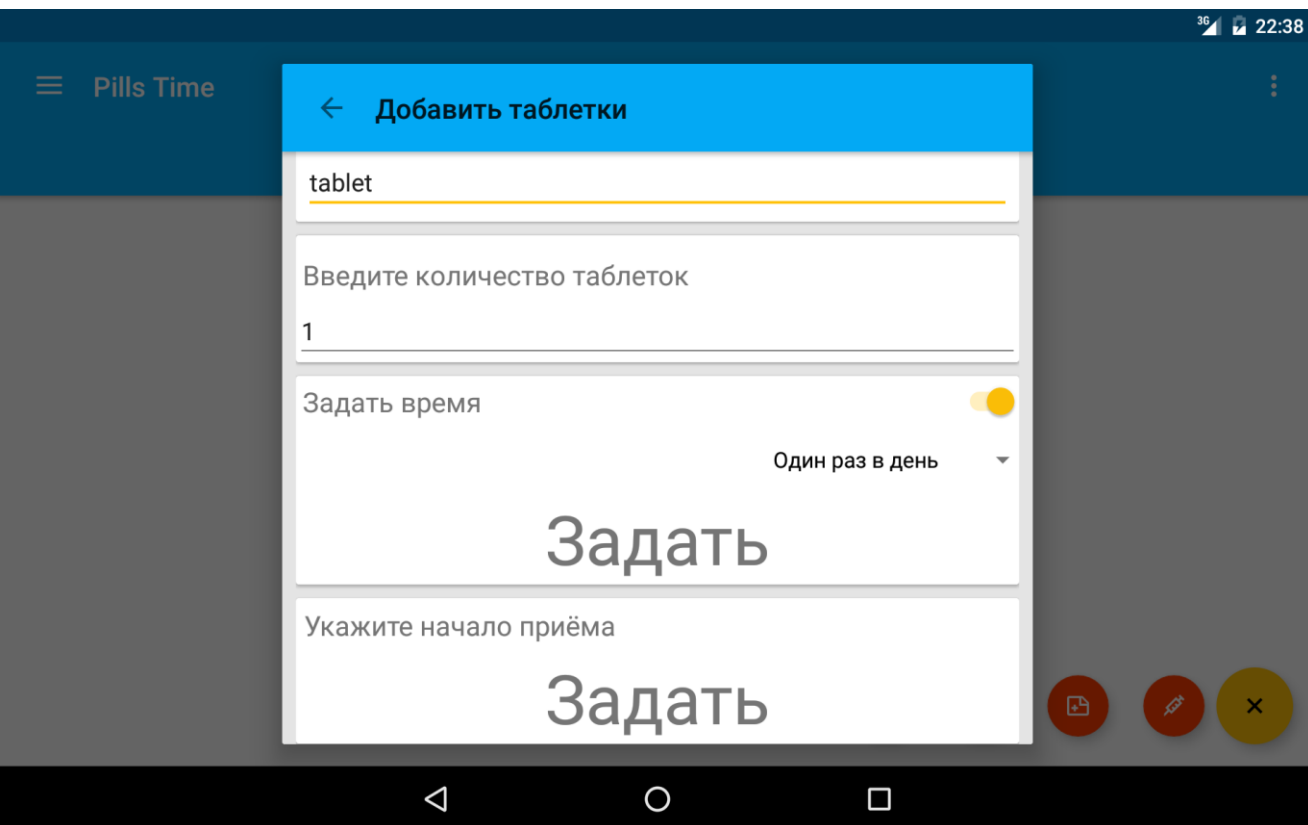 3G 22:38
Pills Time
Добавить таблетки
tablet
Введите количество таблеток
1
Задать время
Один раз в день
Задать
Укажите начало приёма
Задать